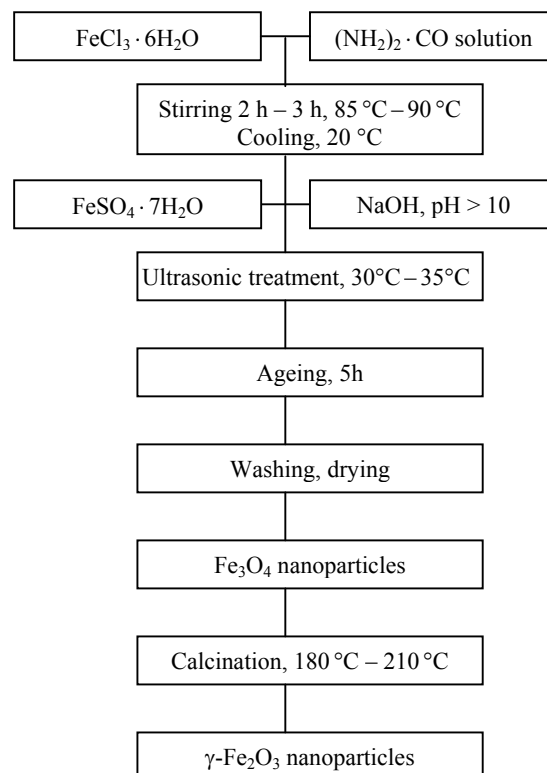 FeCl₃ · 6H₂O
(NH₂)₂ · CO solution
Stirring 2 h – 3 h, 85 °C – 90 °C
Cooling, 20 °C
FeSO₄ · 7H₂O
NaOH, pH > 10
Ultrasonic treatment, 30°C – 35°C
Ageing, 5h
Washing, drying
Fe₃O₄ nanoparticles
Calcination, 180 °C – 210 °C
γ-Fe₂O₃ nanoparticles